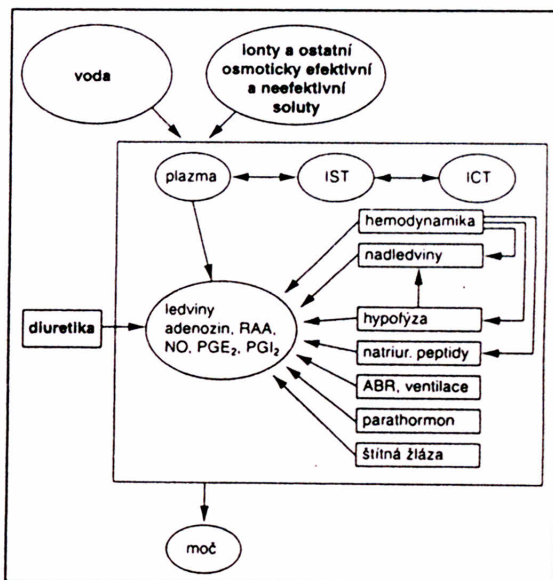 voda
ionty a ostatní
osmoticky efektivní
a neefektivní
soluty
plazma
IST
ICT
hemodynamika
nadledviny
ledviny
adenozin, RAA,
NO, PGE₂, PGI₂
diuretika
hypofýza
natriur. peptidy
ABR, ventilace
parathormon
štítná žláza
moč